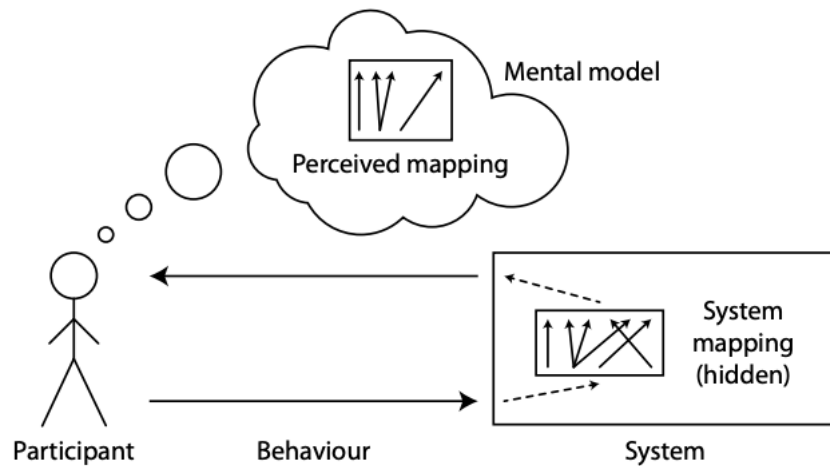 Mental model
Perceived mapping
System
mapping
(hidden)
Participant
Behaviour
System